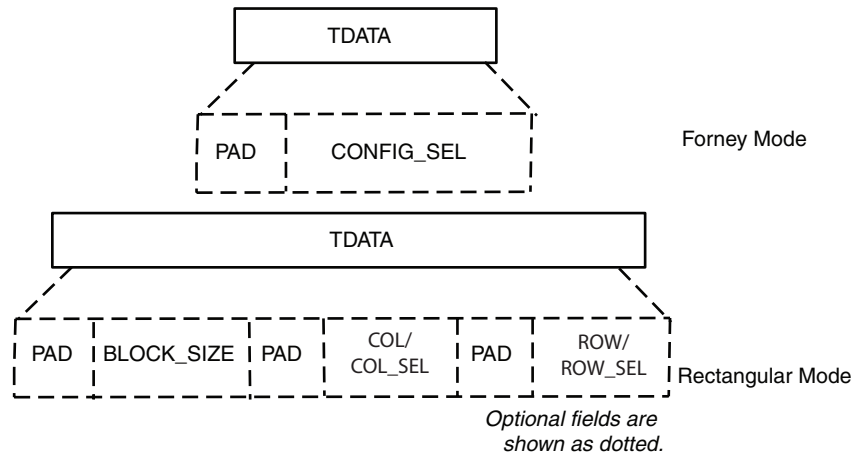 TDATA
PAD
CONFIG_SEL
Forney Mode
TDATA
PAD
BLOCK_SIZE
PAD
COL/
COL_SEL
PAD
ROW/
ROW_SEL
Rectangular Mode
Optional fields are
shown as dotted.